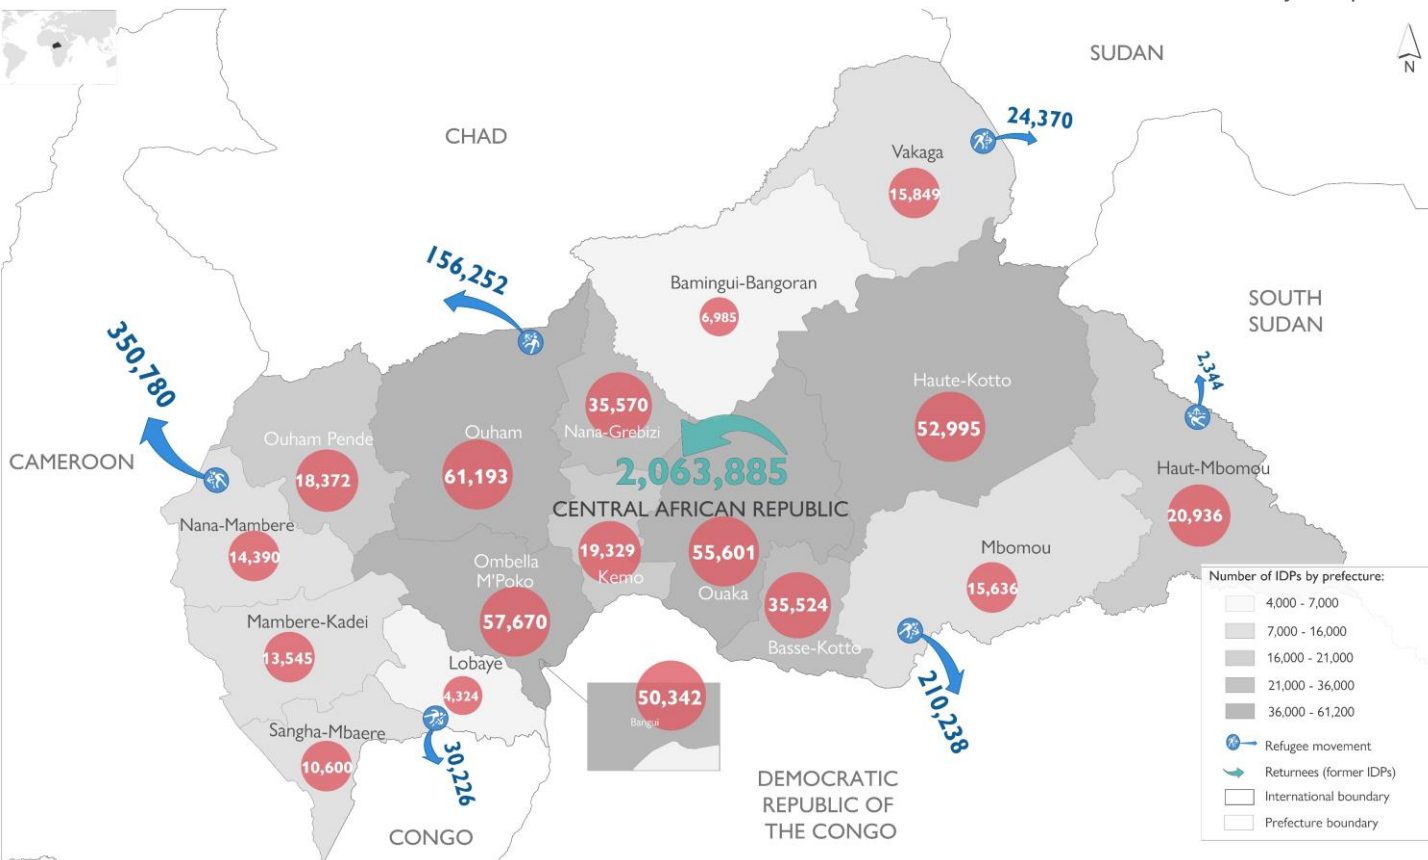 SUDAN
N
24,370
CHAD
Vakaga
15,849
156,252
Bamingui-Bangoran
6,985
SOUTH
SUDAN
350,780
2,344
Haute-Kotto
52,995
35,570
Nana-Grebizi
Ouham Pende
18,372
Ouham
61,193
CAMEROON
2,063,885
CENTRAL AFRICAN REPUBLIC
Haut-Mbomou
20,936
Nana-Mambere
14,390
19,329
Kemo
55,601
Ouaka
Mbomou
15,636
Ombella
M'Poko
57,670
35,524
Basse-Kotto
Mambere-Kadei
13,545
Lobaye
4,324
50,342
Bangui
210,238
Sangha-Mbaere
10,600
30,226
CONGO
DEMOCRATIC
REPUBLIC OF
THE CONGO
Number of IDPs by prefecture:
4,000 - 7,000
7,000 - 16,000
16,000 - 21,000
21,000 - 36,000
36,000 - 61,200
Refugee movement
Returnees (former IDPs)
International boundary
Prefecture boundary